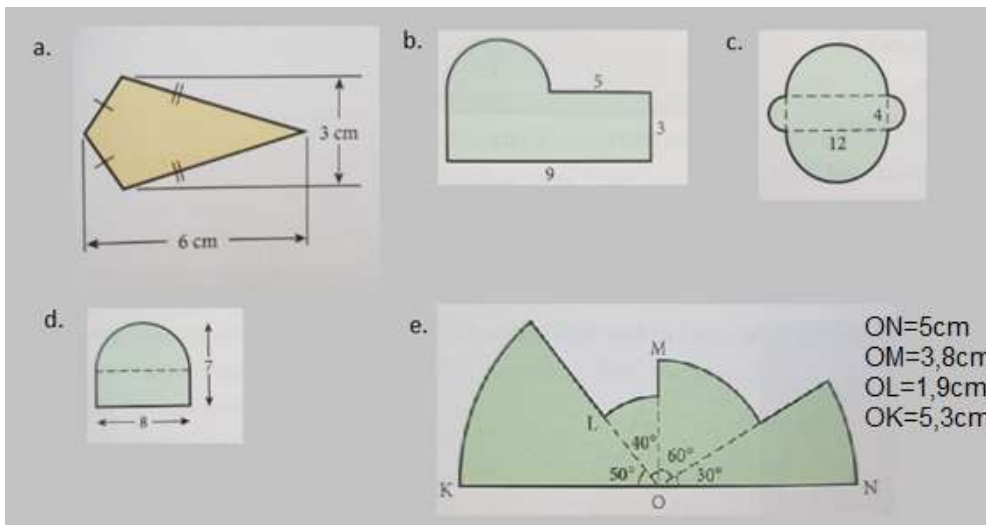 a.
3 cm
6 cm
b.
5
3
9
c.
4
12
d.
7
8
e.
M
L
40°
60°
50°
30°
K
O
N
ON=5cm
OM=3,8cm
OL=1,9cm
OK=5,3cm